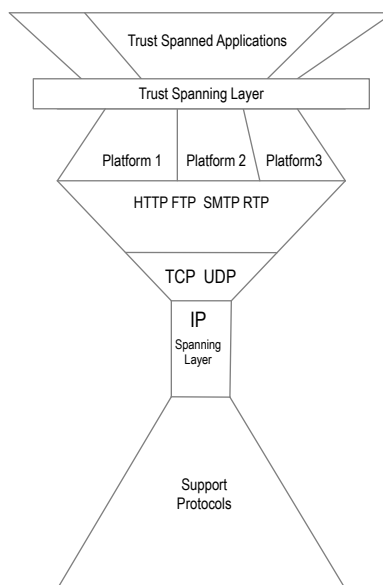 Trust Spanned Applications
Trust Spanning Layer
Platform 1 Platform 2 Platform3
HTTP FTP SMTP RTP
TCP UDP
IP
Spanning
Layer
Support
Protocols